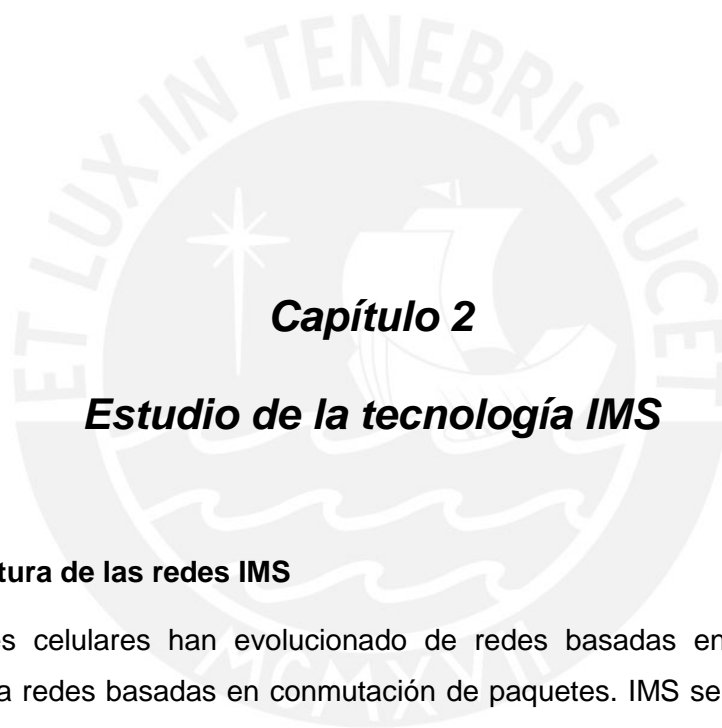 ET LUX IN TENEBRIS LUCET
Capítulo 2
Estudio de la tecnología IMS
tura de las redes IMS
es celulares han evolucionado de redes basadas en
a redes basadas en conmutación de paquetes. IMS se
MCMXVII